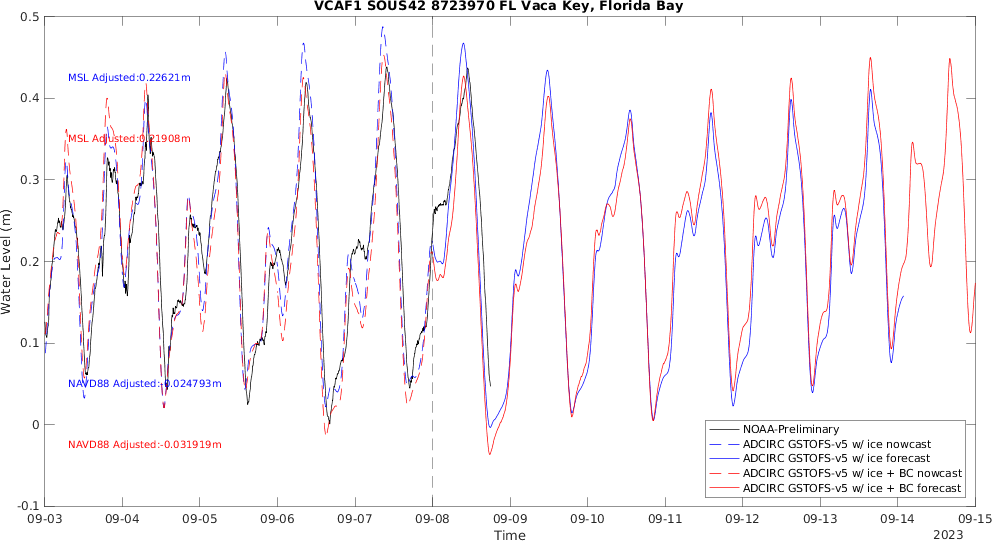 VCAF1 SOUS42 8723970 FL Vaca Key, Florida Bay
0.5
0.4
0.3
0.2
0.1
0
-0.1
Water Level (m)
MSL Adjusted:0.22621m
MSL Adjusted:0.21908m
NAVD88 Adjusted:-0.024793m
NAVD88 Adjusted:-0.031919m
NOAA-Preliminary
ADCIRC GSTOFS-v5 w/ ice nowcast
ADCIRC GSTOFS-v5 w/ ice forecast
ADCIRC GSTOFS-v5 w/ ice + BC nowcast
ADCIRC GSTOFS-v5 w/ ice + BC forecast
09-03 09-04 09-05 09-06 09-07 09-08 09-09 09-10 09-11 09-12 09-13 09-14 09-15
Time
2023